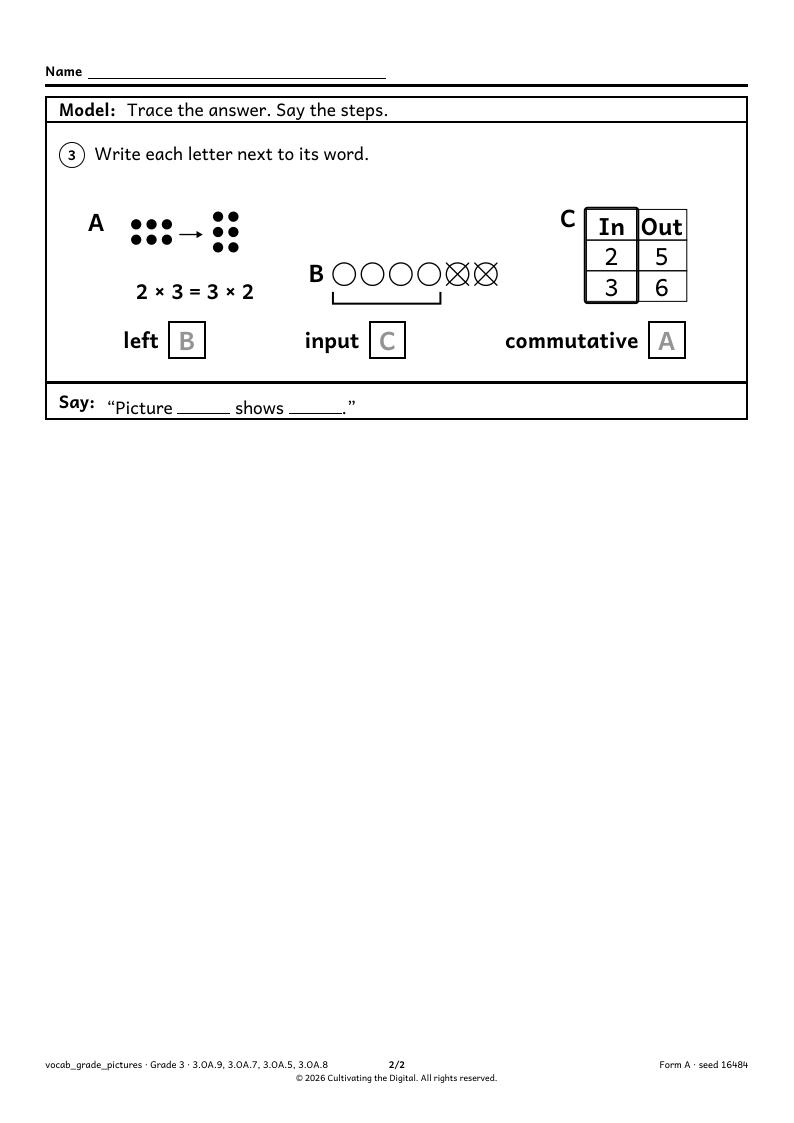 Name
Model: Trace the answer. Say the steps.
3 Write each letter next to its word.
A
2 × 3 = 3 × 2
B
C
In Out
2 5
3 6
left B input C commutative A
Say: “Picture ______ shows ______.”
vocab_grade_pictures · Grade 3 · 3.OA.9, 3.OA.7, 3.OA.5, 3.OA.8 2/2 Form A · seed 16484
© 2026 Cultivating the Digital. All rights reserved.